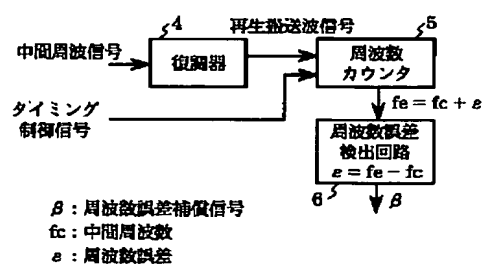 4
再生搬送波信号
5
中間周波信号
復調器
周波数
カウンタ
タイミング
制御信号
fe = fc + ε
周波数誤差
検出回路
ε = fe − fc
6
β
β : 周波数誤差補償信号
fc : 中間周波数
ε : 周波数誤差